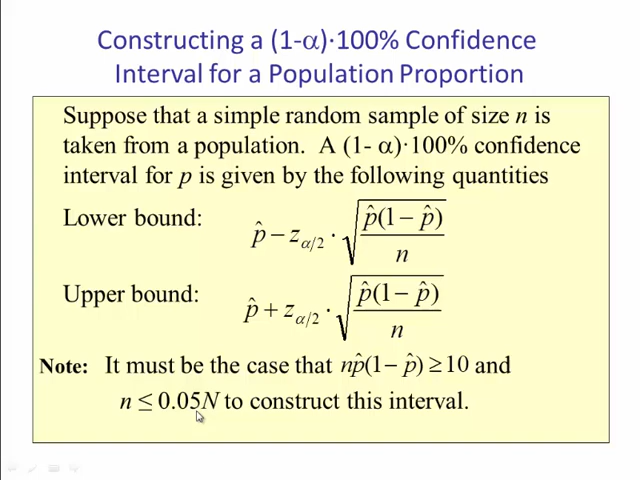 Constructing a (1-α)·100% Confidence
Interval for a Population Proportion
Suppose that a simple random sample of size n is
taken from a population. A (1- α)·100% confidence
interval for p is given by the following quantities
Lower bound: p̂ − z_{α/2} · √(p̂(1 − p̂)/n)
Upper bound: p̂ + z_{α/2} · √(p̂(1 − p̂)/n)
Note: It must be the case that np̂(1 − p̂) ≥ 10 and
n ≤ 0.05N to construct this interval.